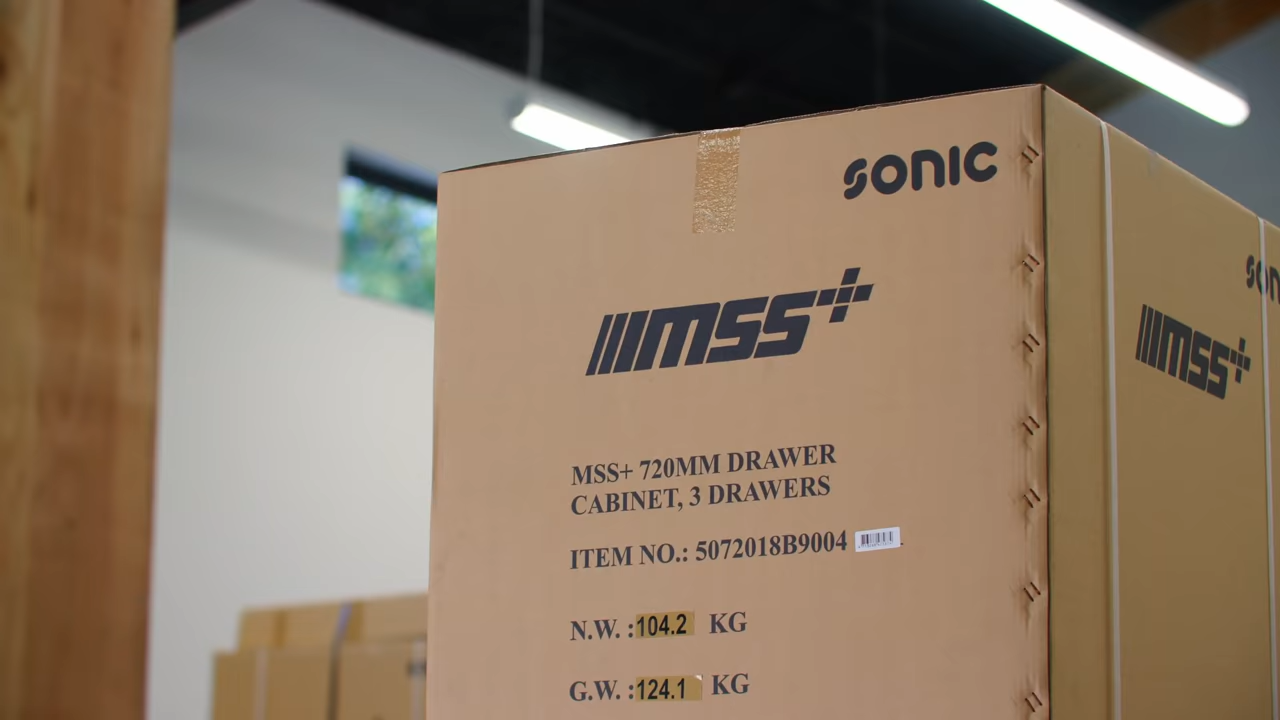 SONIC
MSS+
MSS+ 720MM DRAWER
CABINET, 3 DRAWERS
ITEM NO.: 5072018B9004
N.W. :104.2 KG
G.W. :124.1 KG
MSS+